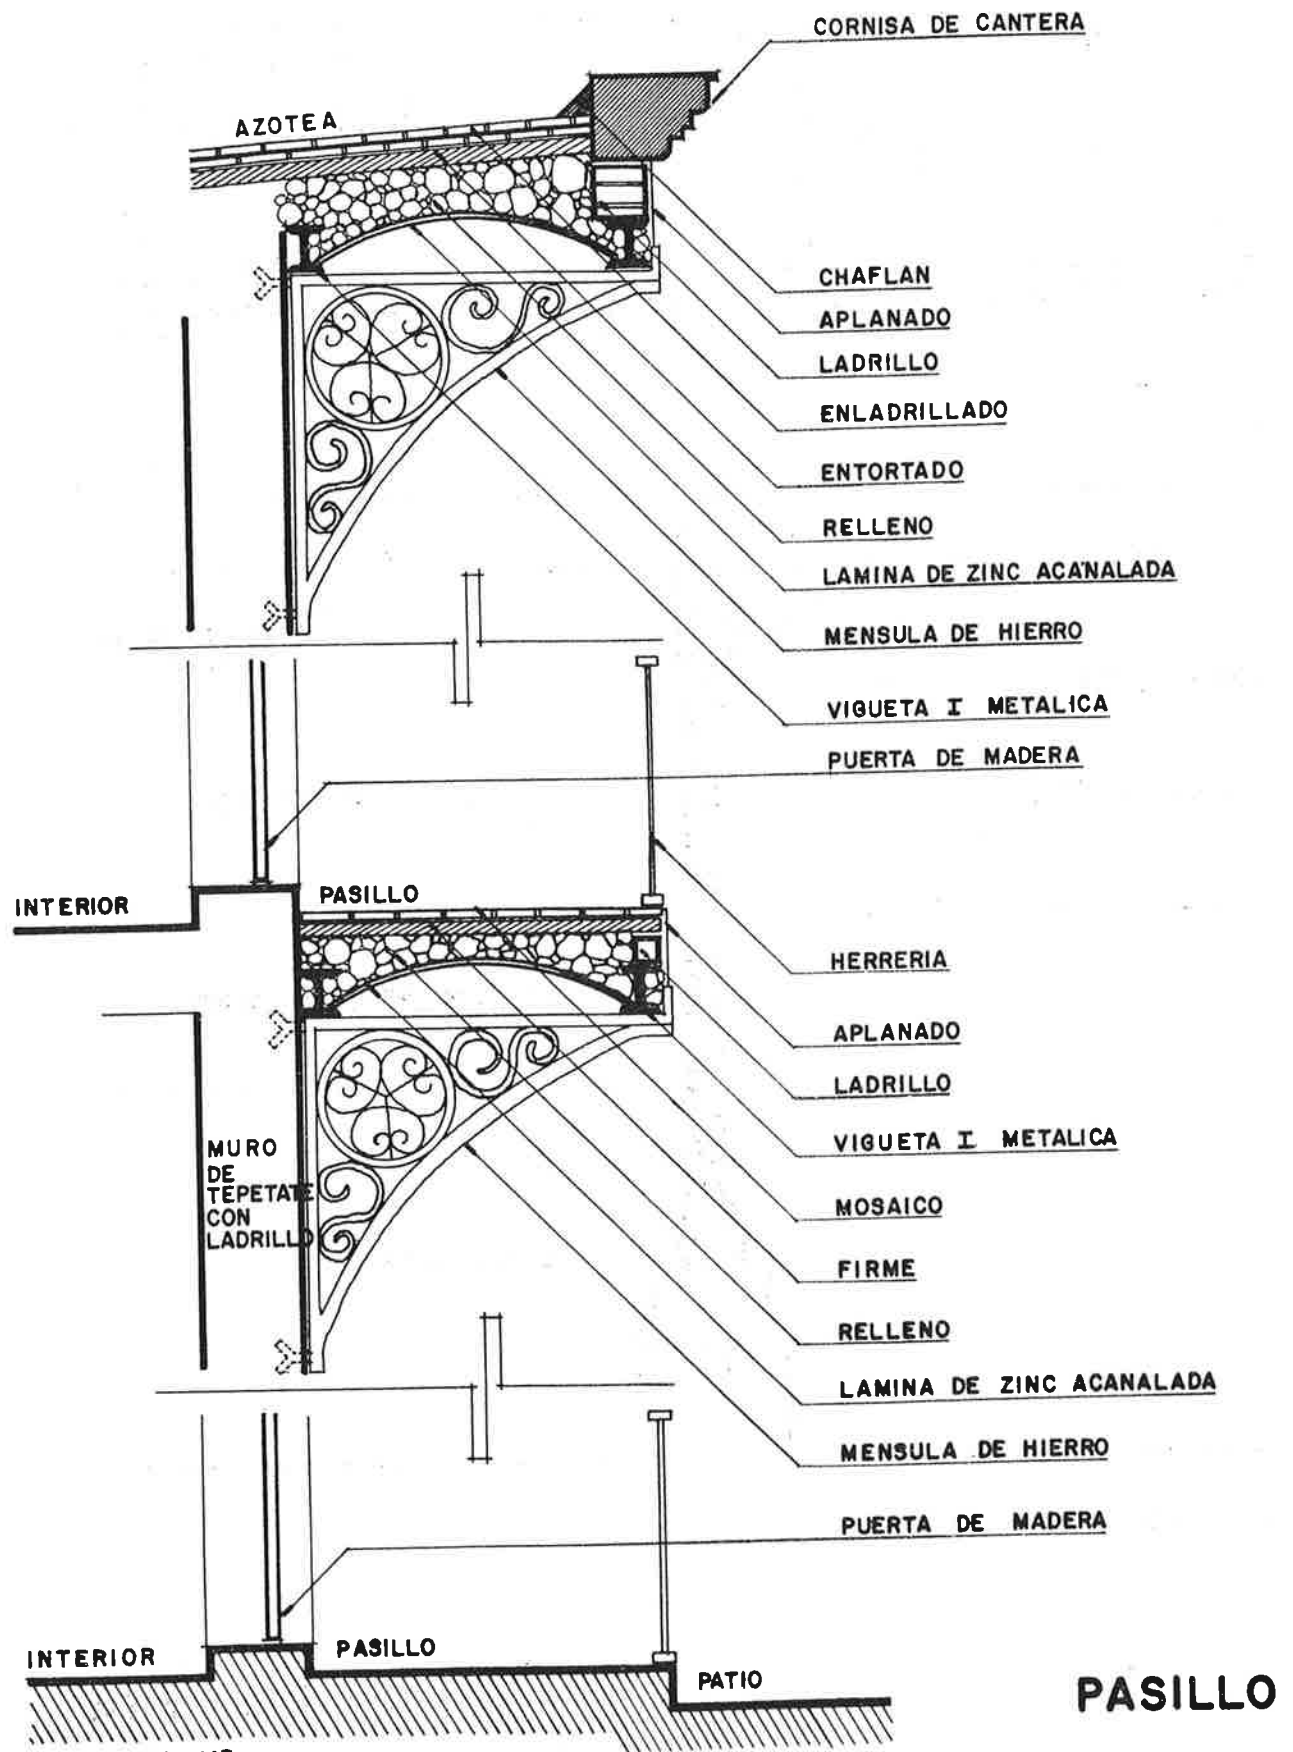 CORNISA DE CANTERA
AZOTEA
CHAFLAN
APLANADO
LADRILLO
ENLADRILLADO
ENTORTADO
RELLENO
LAMINA DE ZINC ACANALADA
MENSULA DE HIERRO
VIGUETA I METALICA
PUERTA DE MADERA
INTERIOR
PASILLO
HERRERIA
APLANADO
LADRILLO
VIGUETA I METALICA
MURO
DE
TEPETATE
CON
LADRILLO
MOSAICO
FIRME
RELLENO
LAMINA DE ZINC ACANALADA
MENSULA DE HIERRO
PUERTA DE MADERA
INTERIOR
PASILLO
PATIO
PASILLO